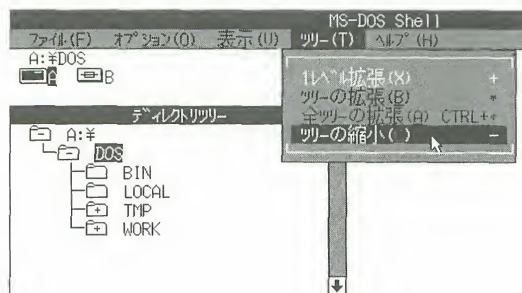 MS-DOS Shell
ファイル(F) オプション(O) 表示(U) ツリー(T) ヘルプ(H)
A:¥DOS
A B
1レベル拡張(X) +
ツリーの拡張(B) *
全ツリーの拡張(A) CTRL+*
ツリーの縮小( ) -
ディレクトリツリー
A:¥
DOS
BIN
LOCAL
TMP
WORK